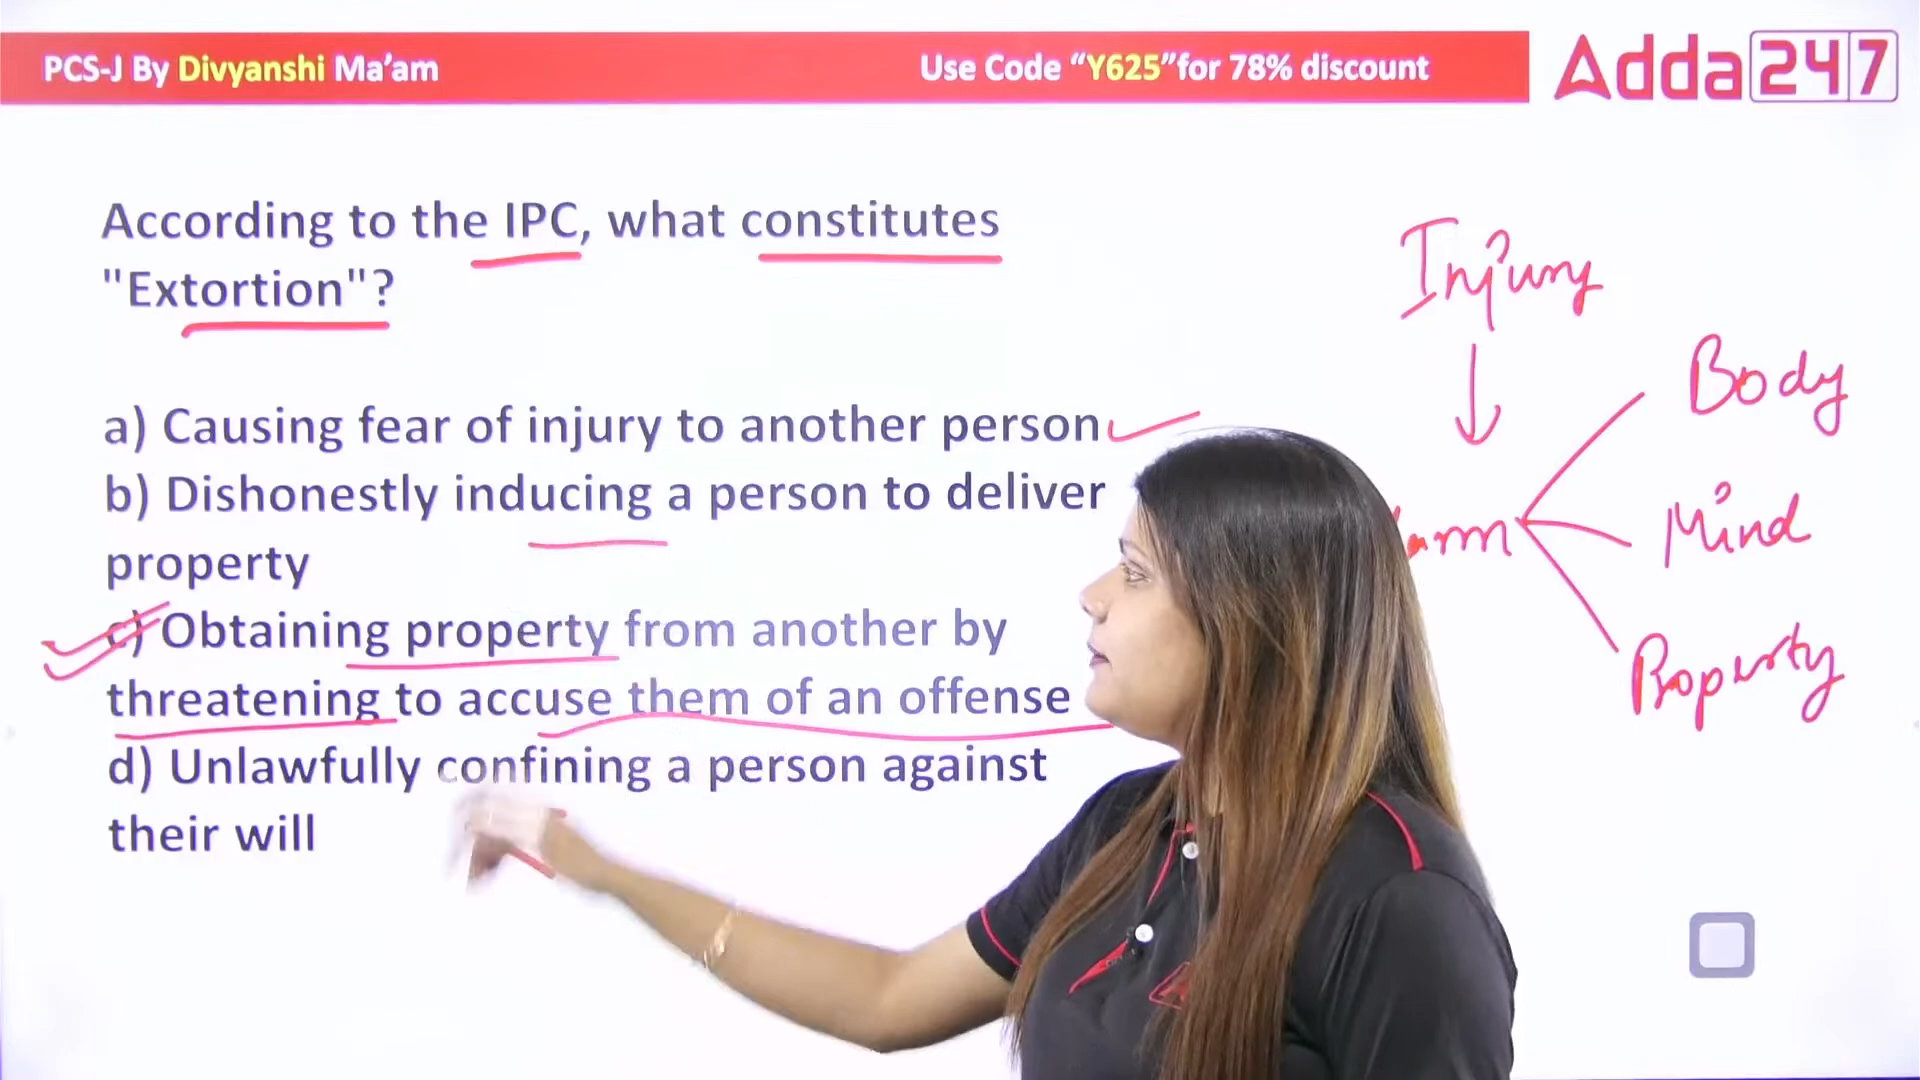 PCS-J By Divyanshi Ma’am
Use Code “Y625”for 78% discount
Adda247
According to the IPC, what constitutes
"Extortion"?
a) Causing fear of injury to another person
b) Dishonestly inducing a person to deliver
property
c) Obtaining property from another by
threatening to accuse them of an offense
d) Unlawfully confining a person against
their will
Injury
Body
Mind
Property